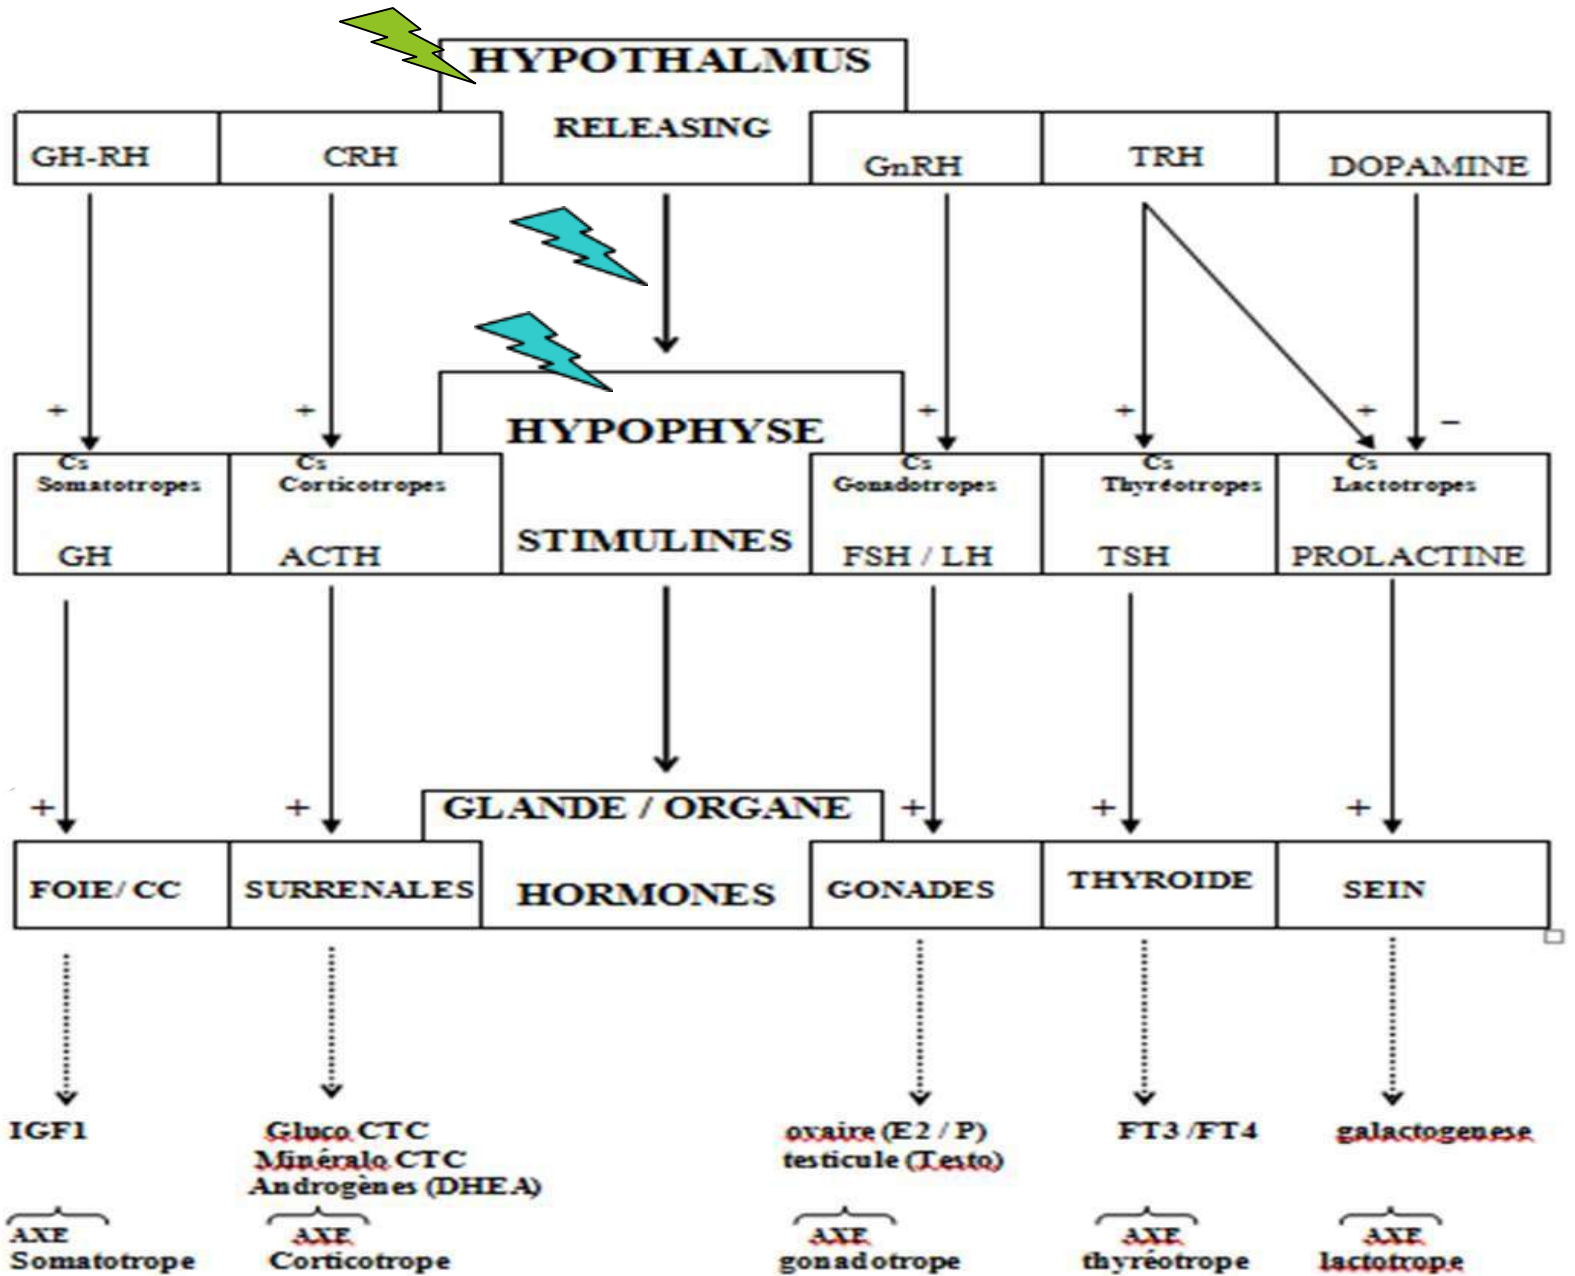 HYPOTHALMUS
RELEASING
GH-RH
CRH
GnRH
TRH
DOPAMINE
+
+
+
+
+
–
HYPOPHYSE
STIMULINES
Cs
Somatotropes
GH
Cs
Corticotropes
ACTH
Cs
Gonadotropes
FSH / LH
Cs
Thyréotropes
TSH
Cs
Lactotropes
PROLACTINE
+
+
+
+
+
GLANDE / ORGANE
HORMONES
FOIE/ CC
SURRENALES
GONADES
THYROIDE
SEIN
IGF1
Gluco CTC
Minéralo CTC
Androgènes (DHEA)
ovaire (E2 / P)
testicule (Testo)
FT3 /FT4
galactogenese
AXE
Somatotrope
AXE
Corticotrope
AXE
gonadotrope
AXE
thyréotrope
AXE
lactotrope